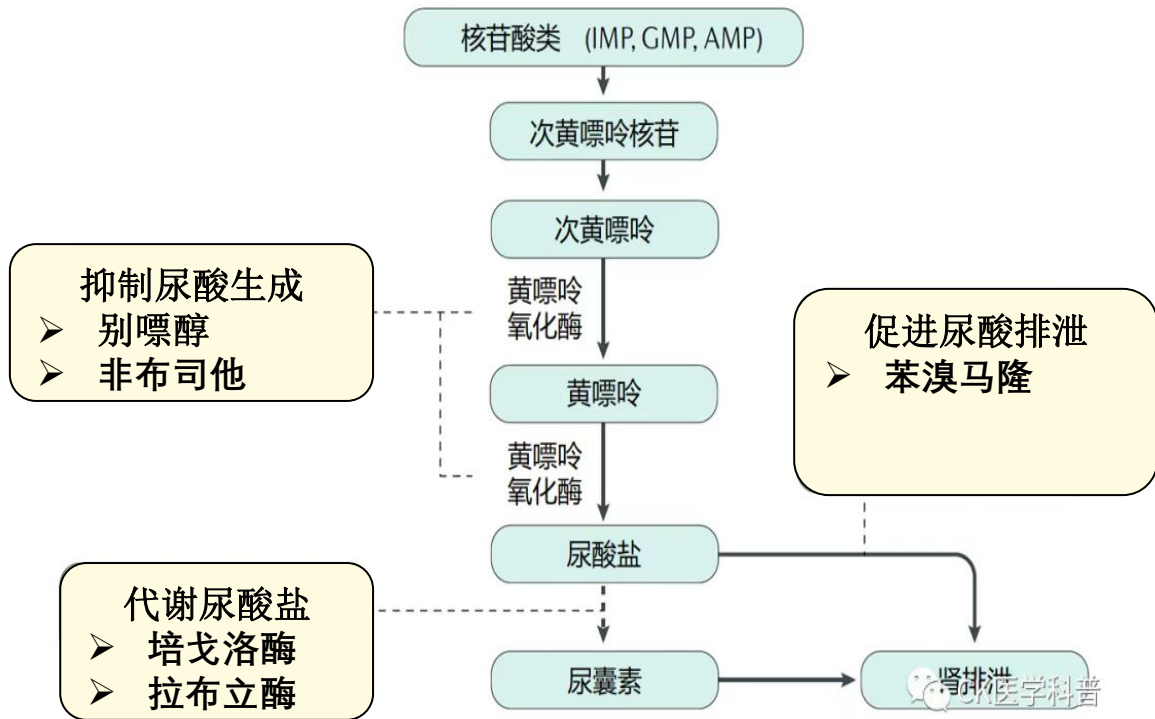 核苷酸类 (IMP, GMP, AMP)
次黄嘌呤核苷
次黄嘌呤
抑制尿酸生成
➢ 别嘌醇
➢ 非布司他
黄嘌呤
氧化酶
促进尿酸排泄
➢ 苯溴马隆
黄嘌呤
黄嘌呤
氧化酶
尿酸盐
代谢尿酸盐
➢ 培戈洛酶
➢ 拉布立酶
尿囊素
肾排泄
CK医学科普